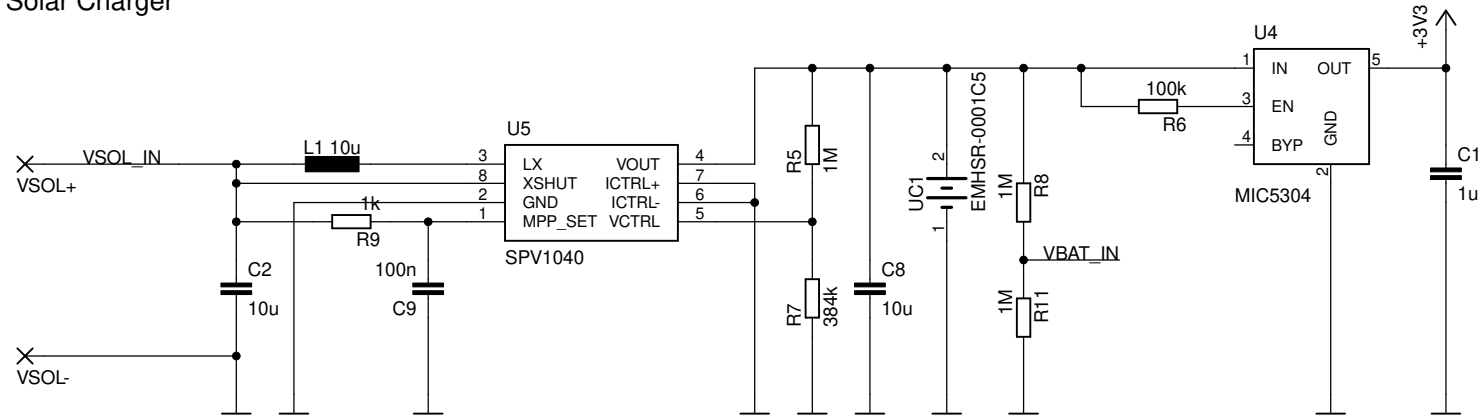 Solar Charger
VSOL+
VSOL_IN
VSOL-
L1 10u
1k
R9
C2
10u
100n
C9
U5
3 LX VOUT 4
8 XSHUT ICTRL+ 7
2 GND ICTRL- 6
1 MPP_SET VCTRL 5
SPV1040
R5
1M
R7
384k
C8
10u
UC1
2
1
EMHSR-0001C5
1M
R8
VBAT_IN
1M
R11
100k
R6
U4
1 IN OUT 5
3 EN
4 BYP
GND
2
MIC5304
+3V3
C1
1u